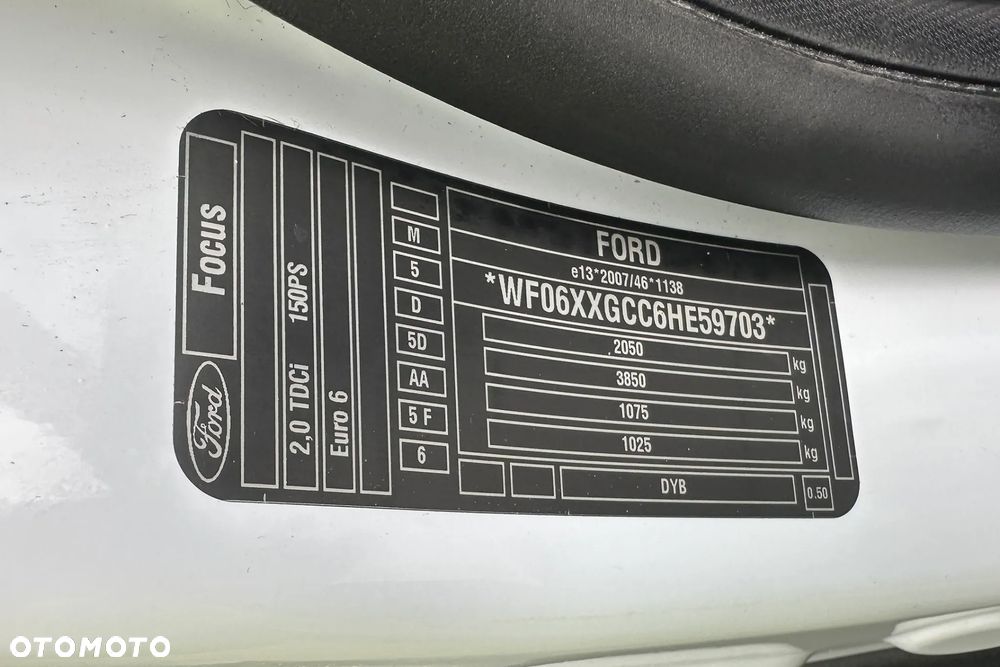 Focus
Ford
2,0 TDCi 150PS
Euro 6
M
5
D
5D
AA
5 F
6
FORD
e13*2007/46*1138
*WF06XXGCC6HE59703*
2050 kg
3850 kg
1075 kg
1025 kg
DYB
0.50
OTOMOTO